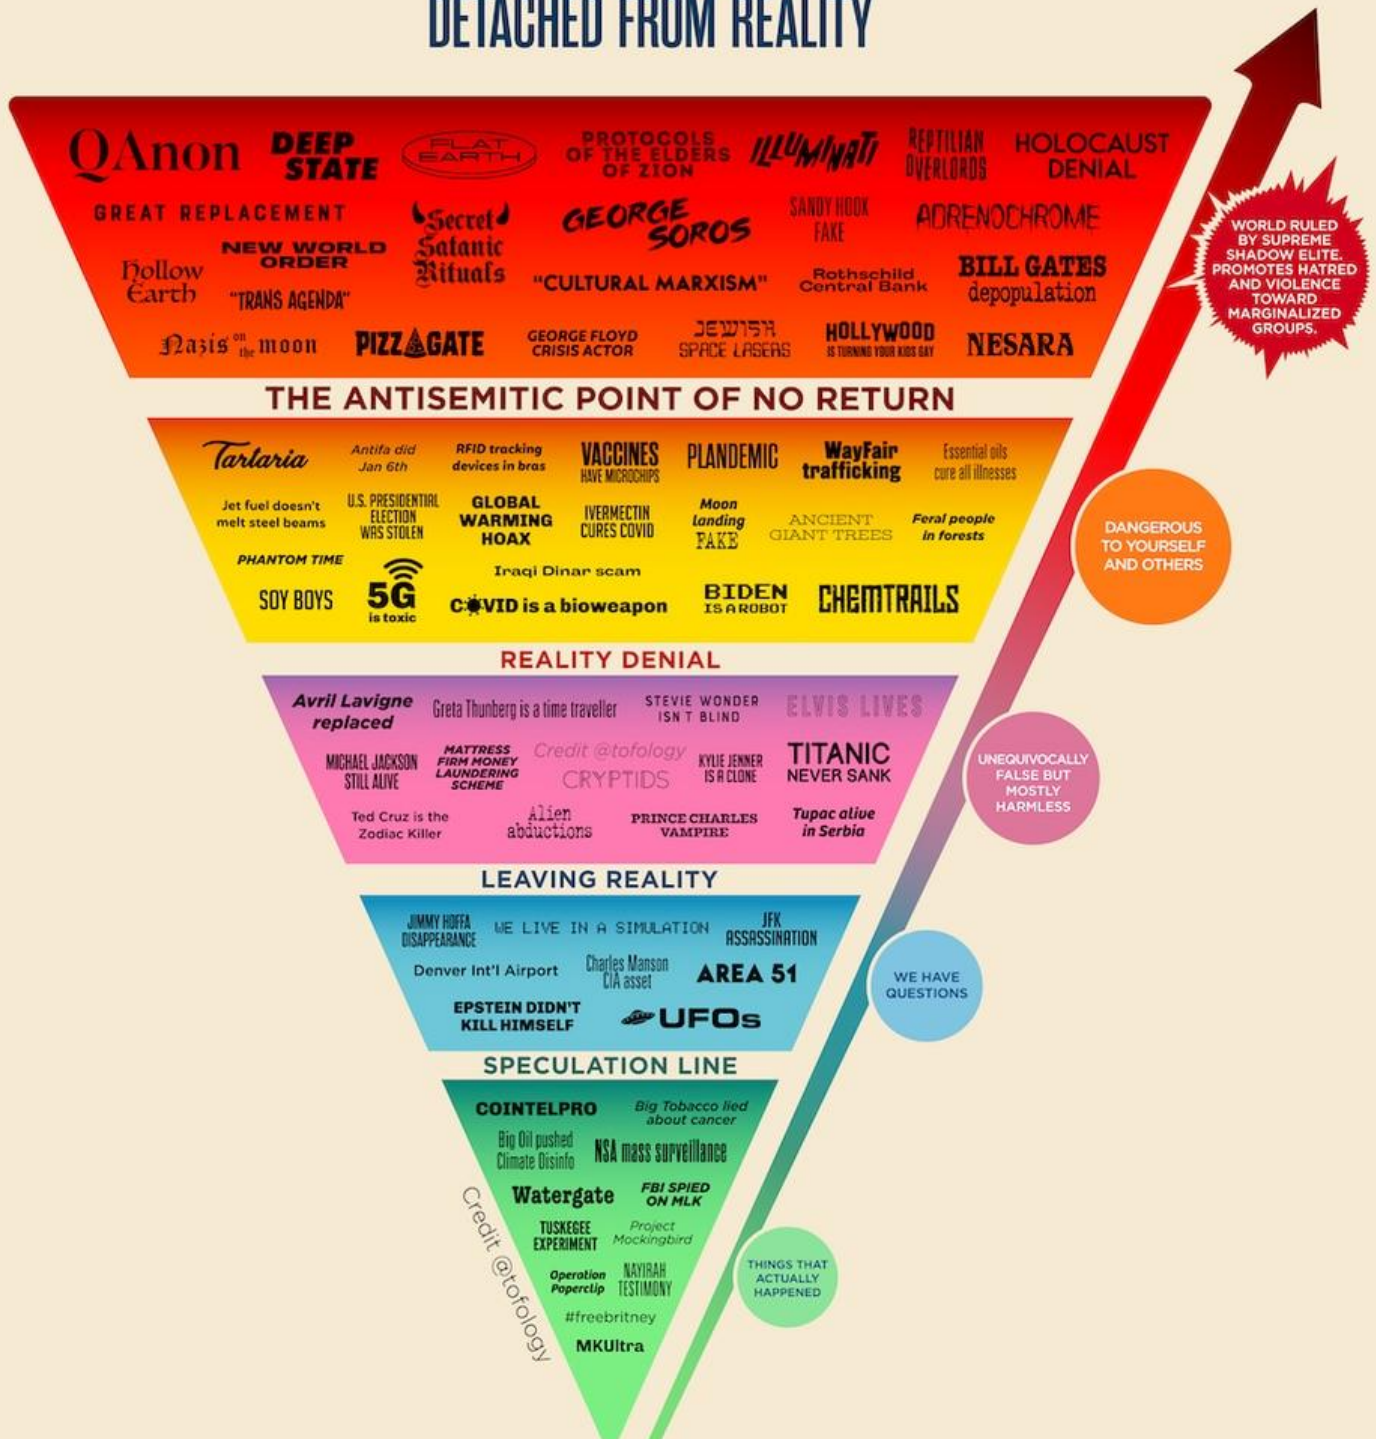 DETACHED FROM REALITY
QAnon
DEEP
STATE
FLAT
EARTH
PROTOCOLS
OF THE ELDERS
OF ZION
ILLUMINATI
REPTILIAN
OVERLORDS
HOLOCAUST
DENIAL
GREAT REPLACEMENT
Secret
Satanic
Rituals
GEORGE
SOROS
SANDY HOOK
FAKE
ADRENOCHROME
Hollow
Earth
NEW WORLD
ORDER
"TRANS AGENDA"
"CULTURAL MARXISM"
Rothschild
Central Bank
BILL GATES
depopulation
Nazis on the moon
PIZZAGATE
GEORGE FLOYD
CRISIS ACTOR
JEWISH
SPACE LASERS
HOLLYWOOD
IS TURNING YOUR KIDS GAY
NESARA
WORLD RULED
BY SUPREME
SHADOW ELITE.
PROMOTES HATRED
AND VIOLENCE
TOWARD
MARGINALIZED
GROUPS.
THE ANTISEMITIC POINT OF NO RETURN
Tartaria
Antifa did
Jan 6th
RFID tracking
devices in bras
VACCINES
HAVE MICROCHIPS
PLANDEMIC
WayFair
trafficking
Essential oils
cure all illnesses
Jet fuel doesn't
melt steel beams
U.S. PRESIDENTIAL
ELECTION
WAS STOLEN
GLOBAL
WARMING
HOAX
IVERMECTIN
CURES COVID
Moon
landing
FAKE
ANCIENT
GIANT TREES
Feral people
in forests
PHANTOM TIME
SOY BOYS
5G
is toxic
Iraqi Dinar scam
COVID is a bioweapon
BIDEN
IS A ROBOT
CHEMTRAILS
DANGEROUS
TO YOURSELF
AND OTHERS
REALITY DENIAL
Avril Lavigne
replaced
Greta Thunberg is a time traveller
STEVIE WONDER
ISN'T BLIND
ELVIS LIVES
MICHAEL JACKSON
STILL ALIVE
MATTRESS
FIRM MONEY
LAUNDERING
SCHEME
Credit @tofology
CRYPTIDS
KYLIE JENNER
IS A CLONE
TITANIC
NEVER SANK
Ted Cruz is the
Zodiac Killer
Alien
abductions
PRINCE CHARLES
VAMPIRE
Tupac alive
in Serbia
UNEQUIVOCALLY
FALSE BUT
MOSTLY
HARMLESS
LEAVING REALITY
JIMMY HOFFA
DISAPPEARANCE
WE LIVE IN A SIMULATION
JFK
ASSASSINATION
Denver Int'l Airport
Charles Manson
CIA asset
AREA 51
EPSTEIN DIDN'T
KILL HIMSELF
UFOs
WE HAVE
QUESTIONS
SPECULATION LINE
COINTELPRO
Big Tobacco lied
about cancer
Big Oil pushed
Climate Disinfo
NSA mass surveillance
Watergate
FBI SPIED
ON MLK
TUSKEGEE
EXPERIMENT
Project
Mockingbird
Operation
Paperclip
NAYIRAH
TESTIMONY
#freebritney
MKUltra
THINGS THAT
ACTUALLY
HAPPENED
Credit @tofology